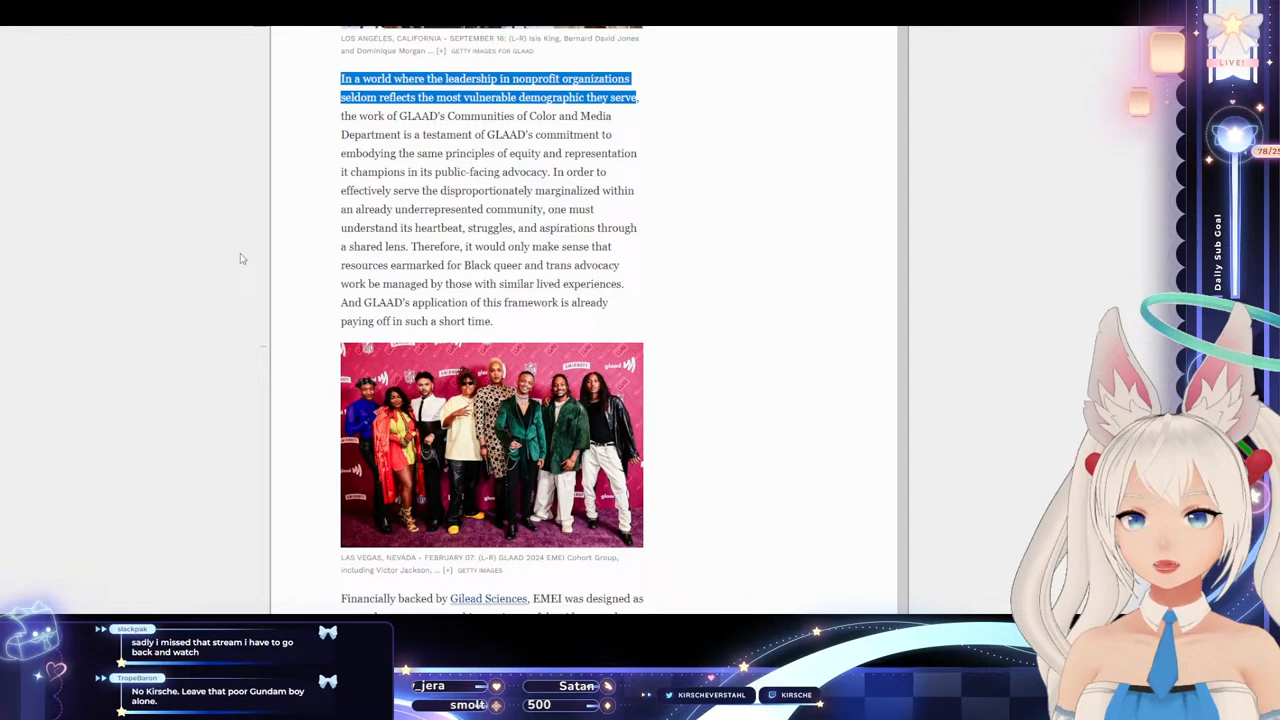 LOS ANGELES, CALIFORNIA - SEPTEMBER 16: (L-R) Isis King, Bernard David Jones
and Dominique Morgan ... [+] GETTY IMAGES FOR GLAAD
In a world where the leadership in nonprofit organizations
seldom reflects the most vulnerable demographic they serve,
the work of GLAAD's Communities of Color and Media
Department is a testament of GLAAD's commitment to
embodying the same principles of equity and representation
it champions in its public-facing advocacy. In order to
effectively serve the disproportionately marginalized within
an already underrepresented community, one must
understand its heartbeat, struggles, and aspirations through
a shared lens. Therefore, it would only make sense that
resources earmarked for Black queer and trans advocacy
work be managed by those with similar lived experiences.
And GLAAD's application of this framework is already
paying off in such a short time.
glaad
LAS VEGAS, NEVADA - FEBRUARY 07: (L-R) GLAAD 2024 EMEI Cohort Group,
including Victor Jackson, ... [+] GETTY IMAGES
Financially backed by Gilead Sciences, EMEI was designed as
LIVE!
78/25
Daily Sub Goal
slackpak
sadly i missed that stream i have to go
back and watch
TropeBaron
No Kirsche. Leave that poor Gundam boy
alone.
_jera
Satan
smolt
500
KIRSCHEVERSTAHL
KIRSCHE